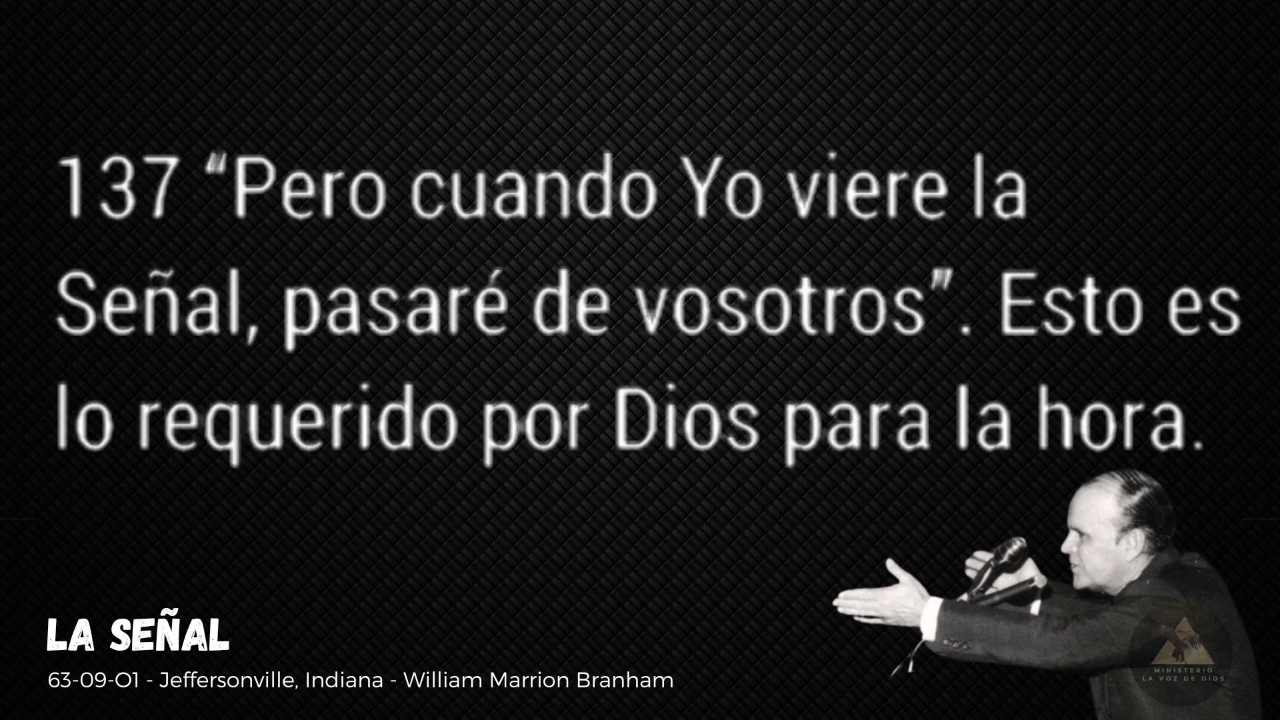 137 “Pero cuando Yo viere la
Señal, pasaré de vosotros”. Esto es
lo requerido por Dios para la hora.
LA SEÑAL
63-09-O1 - Jeffersonville, Indiana - William Marrion Branham
MINISTERIO
LA VOZ DE DIOS